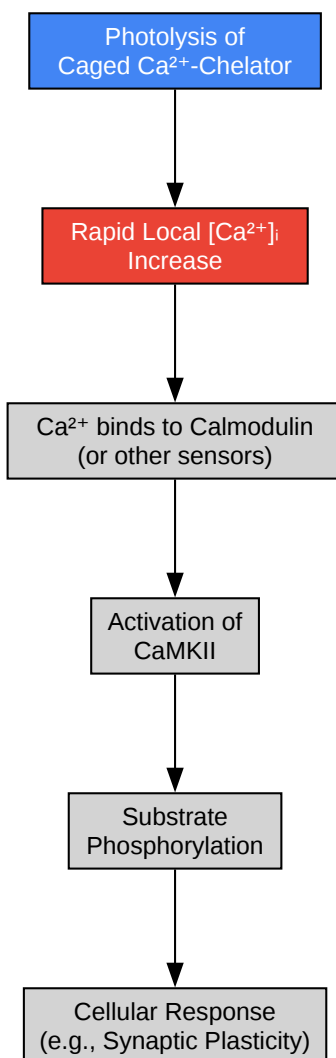 Photolysis of
Caged Ca²⁺-Chelator
Rapid Local [Ca²⁺]ᵢ
Increase
Ca²⁺ binds to Calmodulin
(or other sensors)
Activation of
CaMKII
Substrate
Phosphorylation
Cellular Response
(e.g., Synaptic Plasticity)